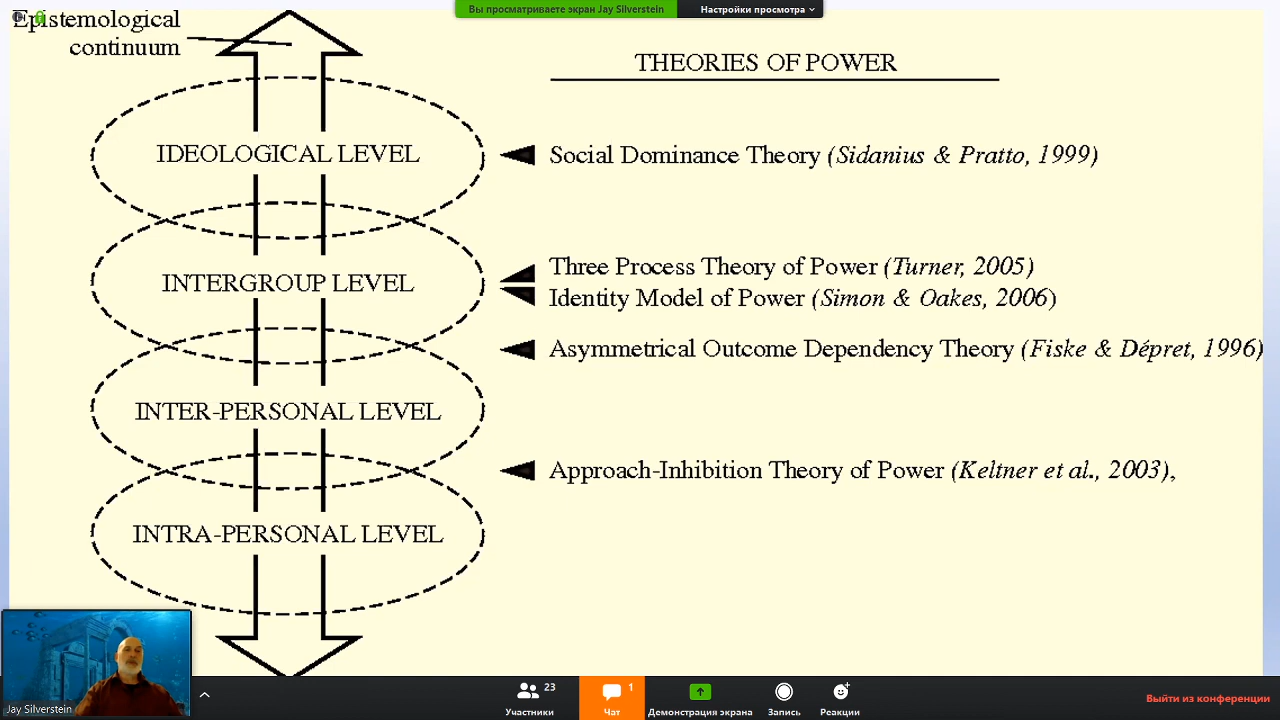 Вы просматриваете экран Jay Silverstein
Настройки просмотра
Epistemological
continuum
THEORIES OF POWER
IDEOLOGICAL LEVEL
Social Dominance Theory (Sidanius & Pratto, 1999)
INTERGROUP LEVEL
Three Process Theory of Power (Turner, 2005)
Identity Model of Power (Simon & Oakes, 2006)
Asymmetrical Outcome Dependency Theory (Fiske & Dépret, 1996)
INTER-PERSONAL LEVEL
Approach-Inhibition Theory of Power (Keltner et al., 2003),
INTRA-PERSONAL LEVEL
Jay Silverstein
23
Участники
1
Чат
Демонстрация экрана
Запись
Реакции
Выйти из конференции